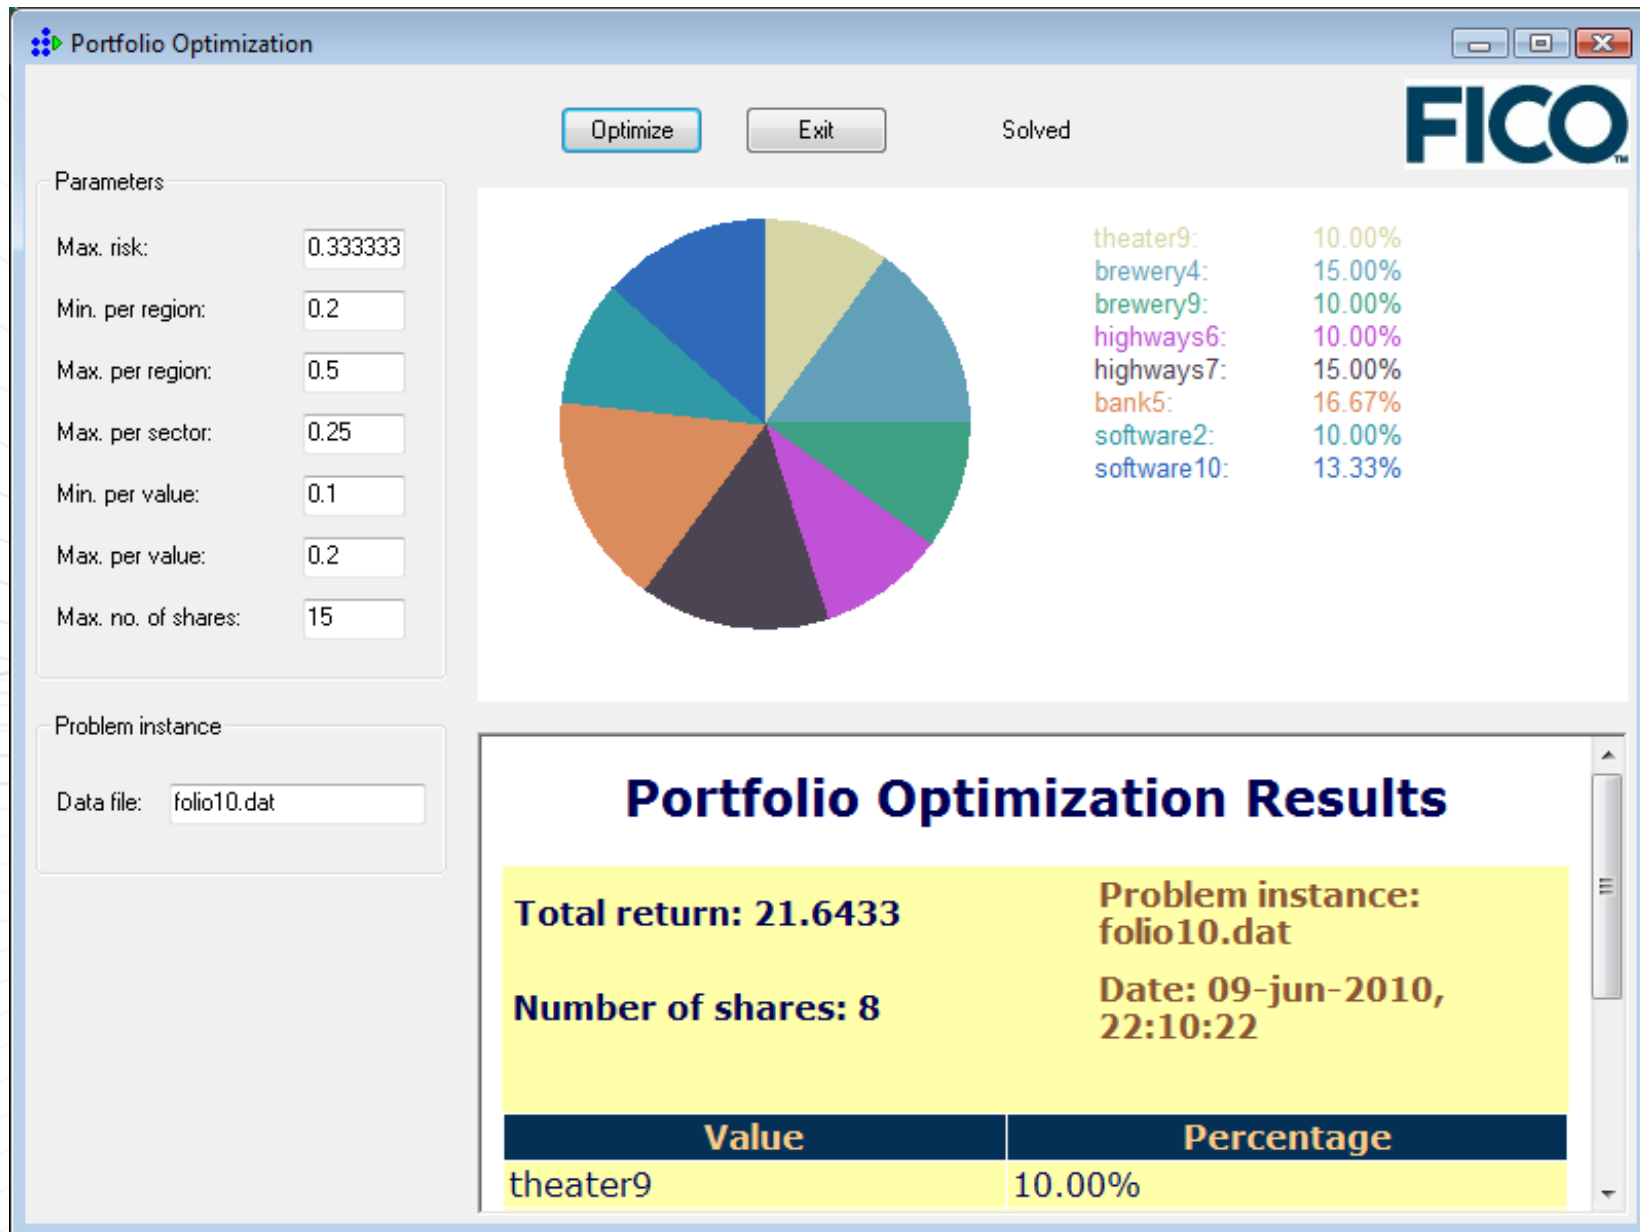 Portfolio Optimization
Optimize
Exit
Solved
FICO™
Parameters
Max. risk: 0.333333
Min. per region: 0.2
Max. per region: 0.5
Max. per sector: 0.25
Min. per value: 0.1
Max. per value: 0.2
Max. no. of shares: 15
theater9: 10.00%
brewery4: 15.00%
brewery9: 10.00%
highways6: 10.00%
highways7: 15.00%
bank5: 16.67%
software2: 10.00%
software10: 13.33%
Problem instance
Data file: folio10.dat
Portfolio Optimization Results
Total return: 21.6433
Problem instance:
folio10.dat
Number of shares: 8
Date: 09-jun-2010,
22:10:22
Value Percentage
theater9 10.00%